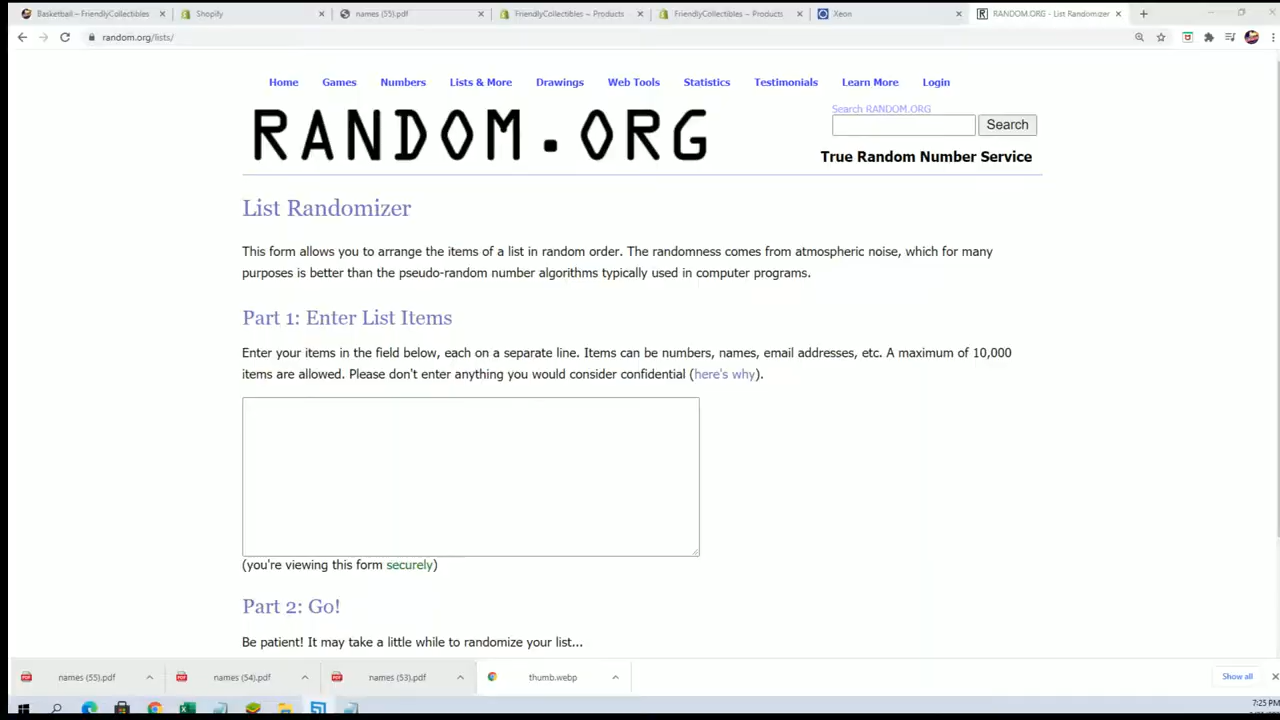 Basketball – FriendlyCollectibles
Shopify
names (55).pdf
FriendlyCollectibles ~ Products
FriendlyCollectibles ~ Products
Xeon
RANDOM.ORG - List Randomizer
random.org/lists/
Home Games Numbers Lists & More Drawings Web Tools Statistics Testimonials Learn More Login
RANDOM.ORG
Search RANDOM.ORG
Search
True Random Number Service
List Randomizer
This form allows you to arrange the items of a list in random order. The randomness comes from atmospheric noise, which for many
purposes is better than the pseudo-random number algorithms typically used in computer programs.
Part 1: Enter List Items
Enter your items in the field below, each on a separate line. Items can be numbers, names, email addresses, etc. A maximum of 10,000
items are allowed. Please don't enter anything you would consider confidential (here's why).
(you're viewing this form securely)
Part 2: Go!
Be patient! It may take a little while to randomize your list...
names (55).pdf
names (54).pdf
names (53).pdf
thumb.webp
Show all
7:25 PM